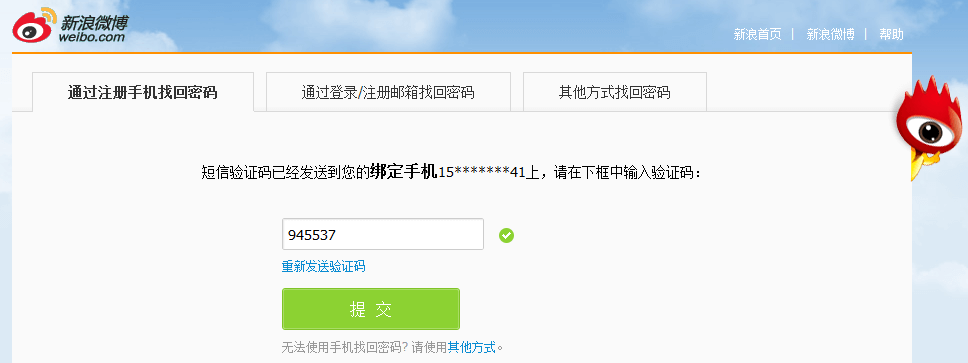 新浪微博
weibo.com
新浪首页 | 新浪微博 | 帮助
通过注册手机找回密码 通过登录/注册邮箱找回密码 其他方式找回密码
短信验证码已经发送到您的绑定手机15*******41上，请在下框中输入验证码：
945537
重新发送验证码
提 交
无法使用手机找回密码? 请使用其他方式。